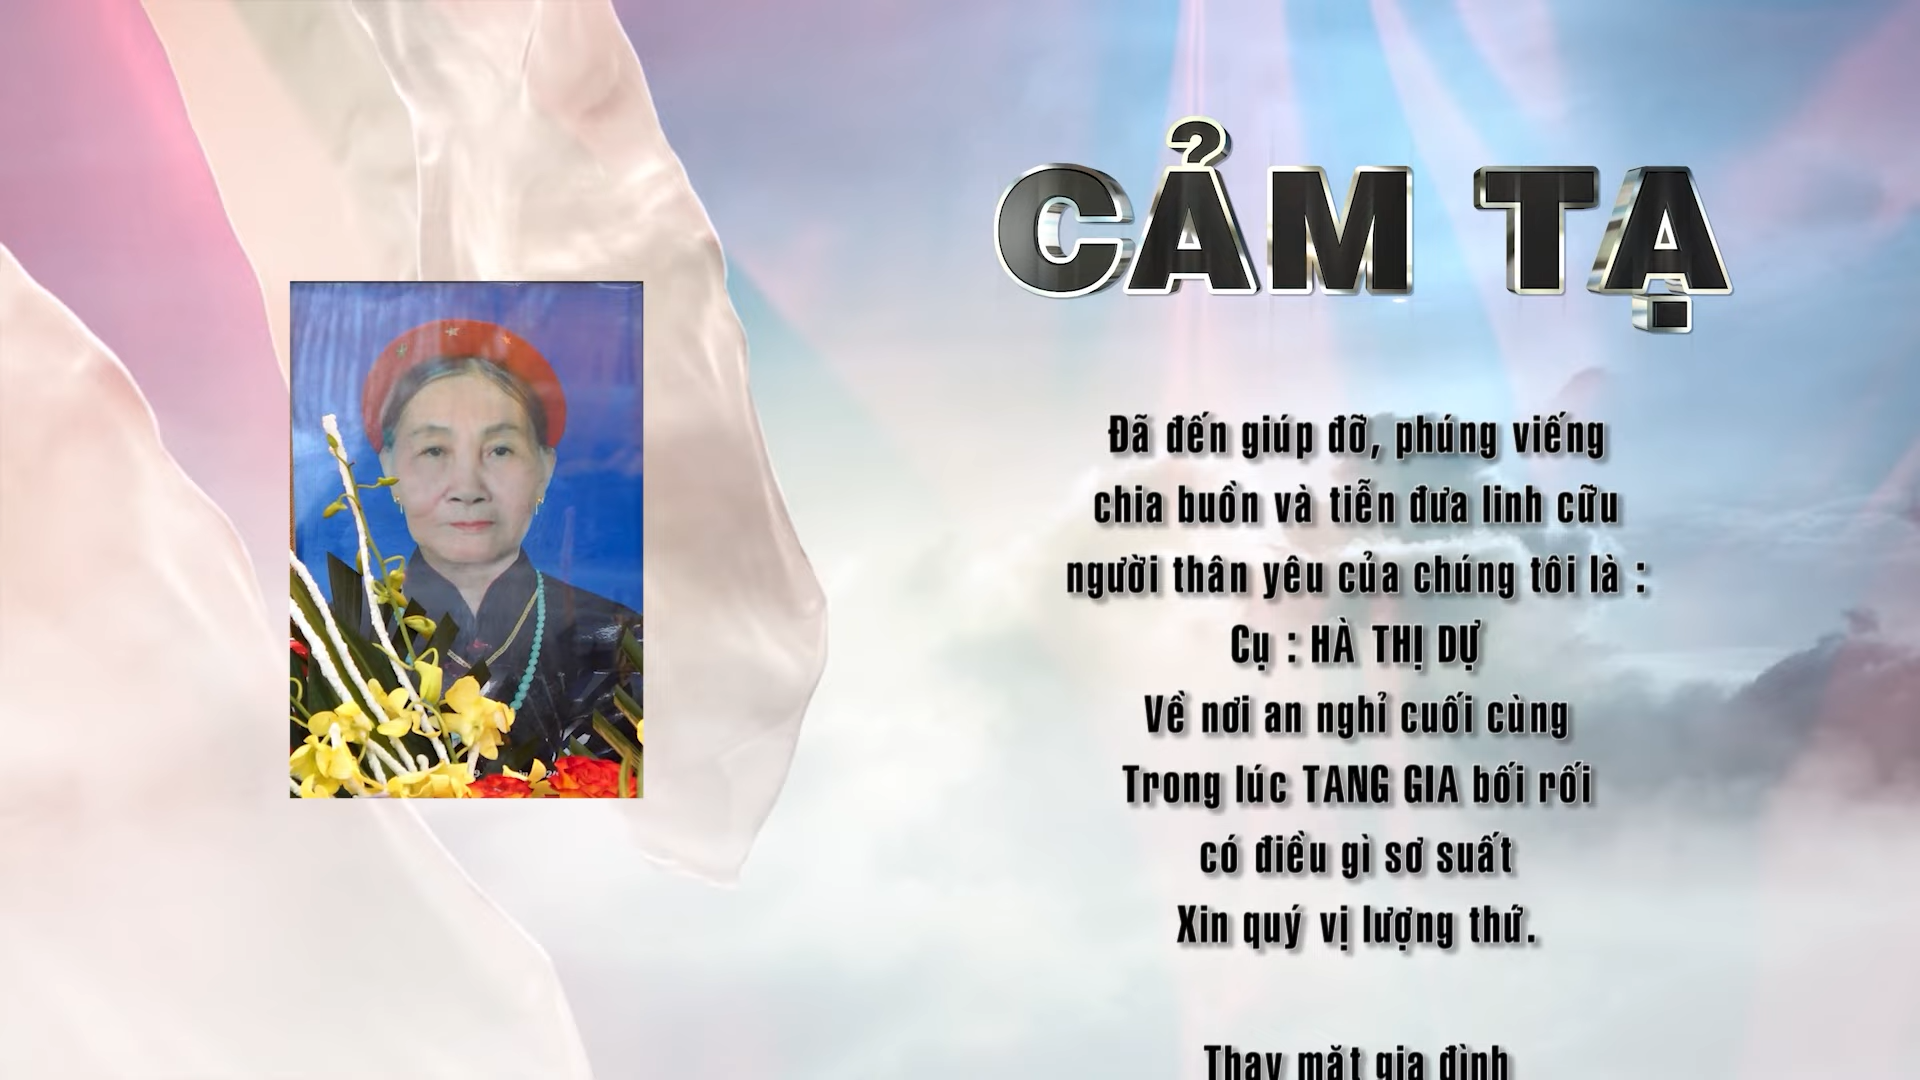 CẢM TẠ
Đã đến giúp đỡ, phúng viếng
chia buồn và tiễn đưa linh cữu
người thân yêu của chúng tôi là :
Cụ : HÀ THỊ DỰ
Về nơi an nghỉ cuối cùng
Trong lúc TANG GIA bối rối
có điều gì sơ suất
Xin quý vị lượng thứ.
Thay mặt gia đình